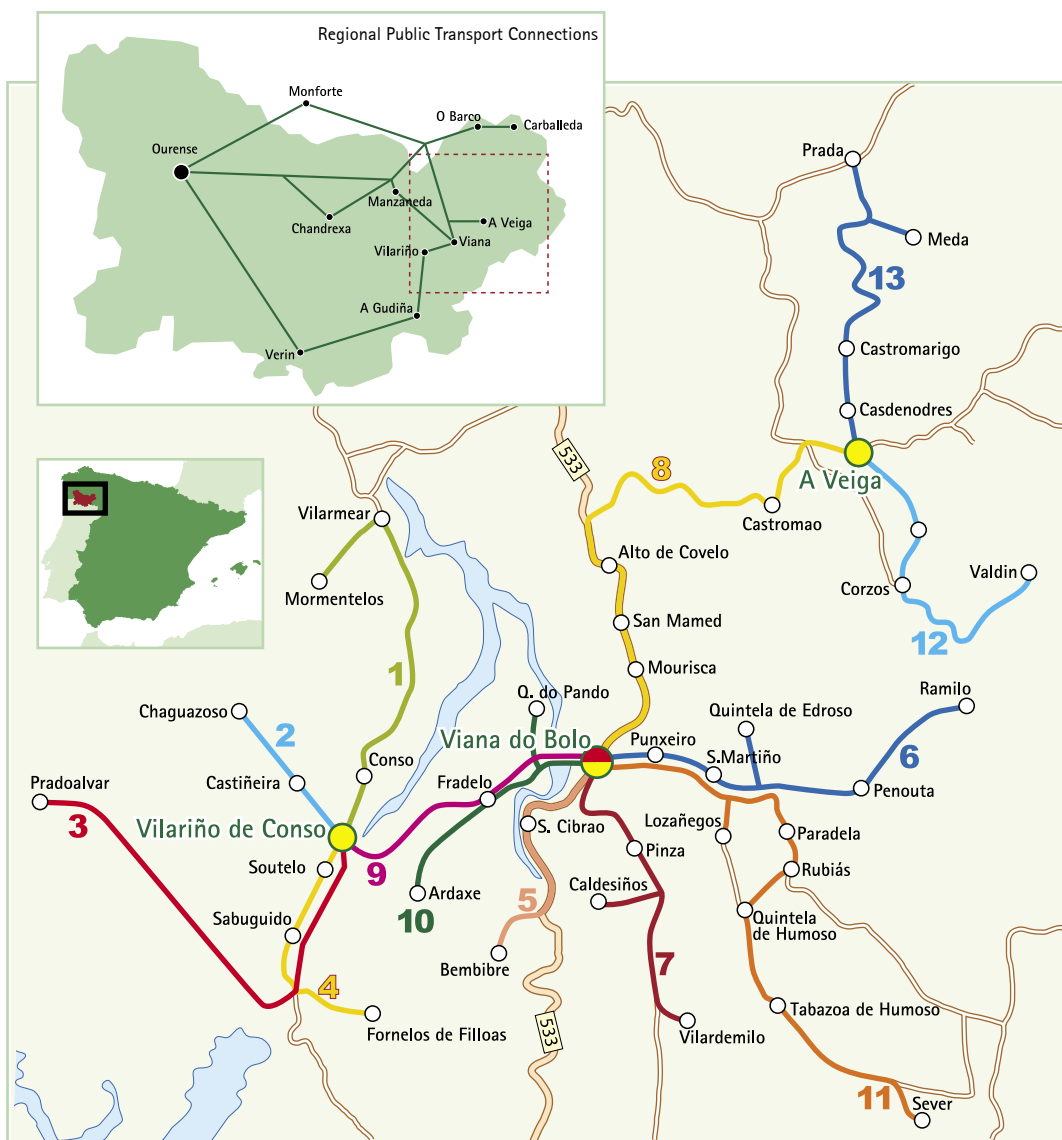 Regional Public Transport Connections
Monforte
O Barco
Carballeda
Ourense
Manzaneda
Chandrexa
A Veiga
Viana
Vilariño
A Gudiña
Verin
Prada
Meda
13
Castromarigo
Casdenodres
533
8
A Veiga
Castromao
Vilarmear
Alto de Covelo
Mormentelos
Corzos
Valdin
San Mamed
12
1
Mourisca
Q. do Pando
Quintela de Edroso
Ramilo
Chaguazoso
2
Viana do Bolo
Punxeiro
S.Martiño
6
Conso
Castiñeira
Fradelo
Penouta
Pradoalvar
3
Vilariño de Conso
S. Cibrao
Lozañegos
Paradela
Pinza
Soutelo
9
Rubiás
Caldesiños
Ardaxe
5
10
Sabuguido
Quintela
de Humoso
Bembibre
7
4
Tabazoa de Humoso
Fornelos de Filloas
533
Vilardemilo
11
Sever